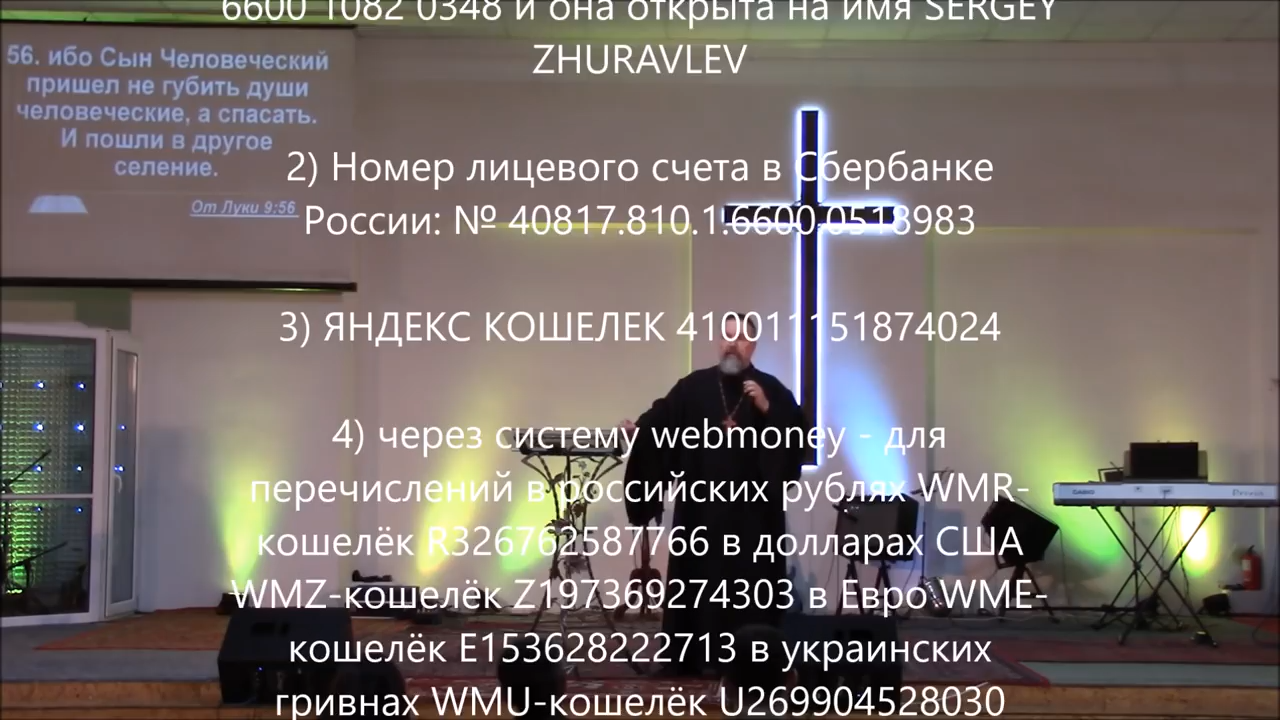 6600 1082 0348 и она открыта на имя SERGEY
ZHURAVLEV
56. ибо Сын Человеческий
пришел не губить души
человеческие, а спасать.
И пошли в другое
селение.
От Луки 9:56
2) Номер лицевого счета в Сбербанке
России: № 40817.810.1.6600.0518983
3) ЯНДЕКС КОШЕЛЕК 410011151874024
4) через систему webmoney - для
перечислений в российских рублях WMR-
кошелёк R326762587766 в долларах США
WMZ-кошелёк Z197369274303 в Евро WME-
кошелёк E153628222713 в украинских
гривнах WMU-кошелёк U269904528030
CASIO
Privia